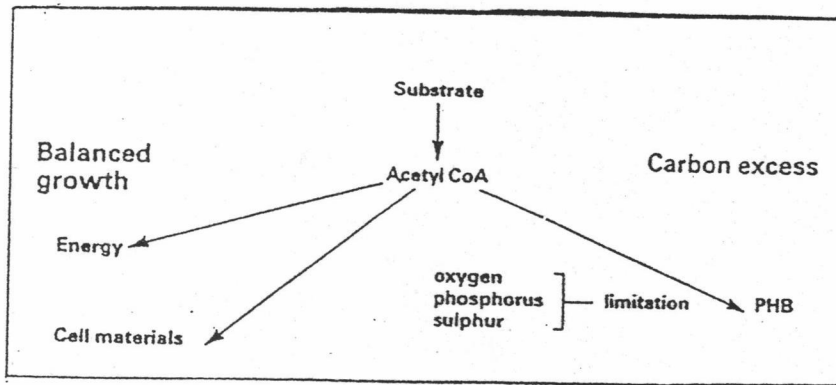 Substrate
Balanced
growth
Acetyl CoA
Carbon excess
Energy
oxygen
phosphorus
sulphur
limitation
PHB
Cell materials